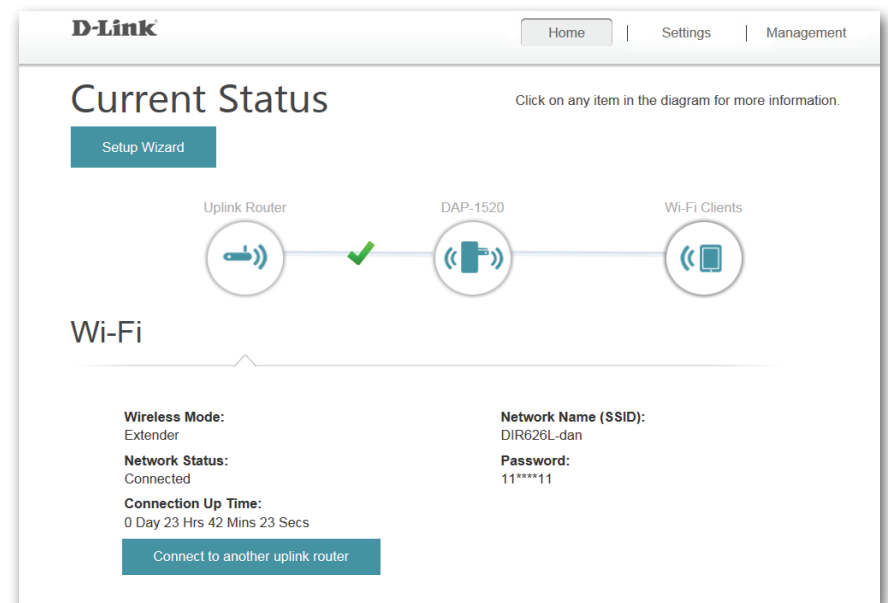 D-Link
Home | Settings | Management
Current Status
Click on any item in the diagram for more information.
Setup Wizard
Uplink Router
DAP-1520
Wi-Fi Clients
Wi-Fi
Wireless Mode:
Extender
Network Status:
Connected
Connection Up Time:
0 Day 23 Hrs 42 Mins 23 Secs
Connect to another uplink router
Network Name (SSID):
DIR626L-dan
Password:
11****11